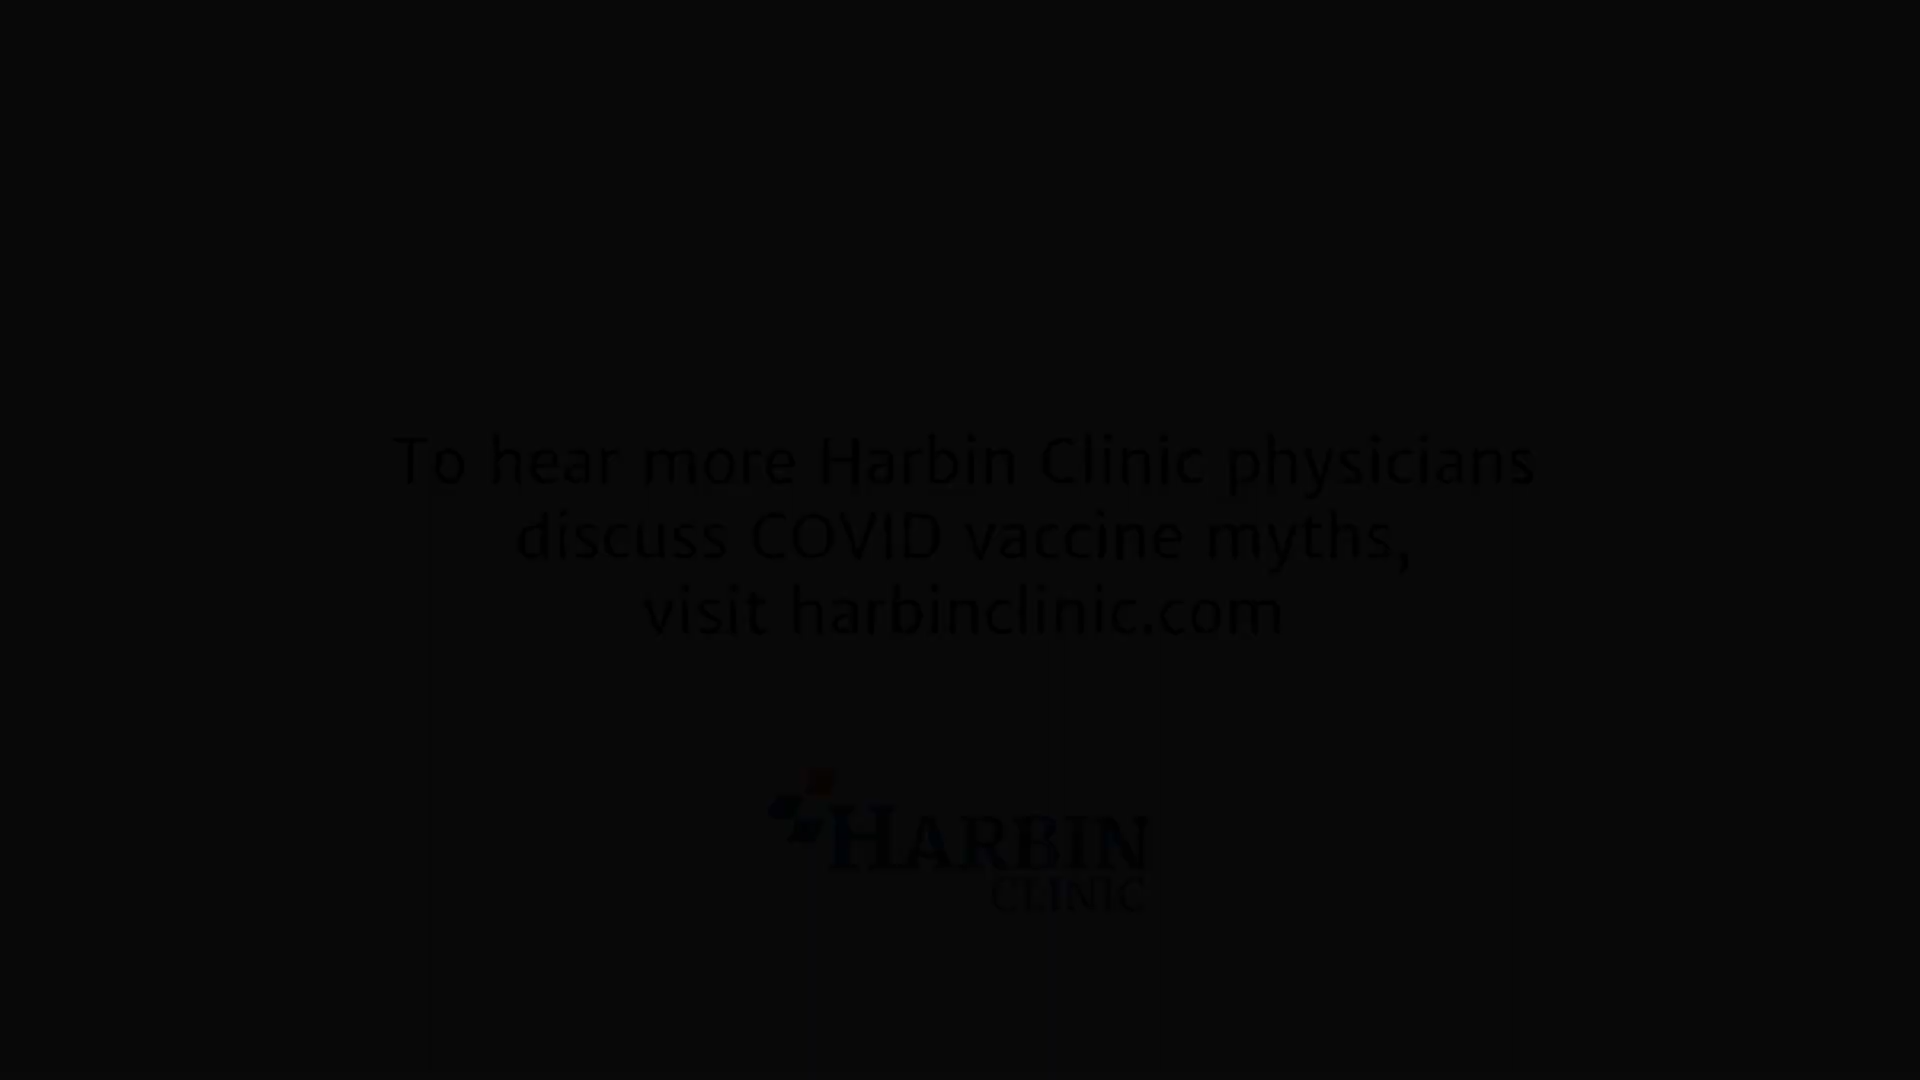 To hear more Harbin Clinic physicians
discuss COVID vaccine myths,
visit harbinclinic.com
HARBIN
CLINIC